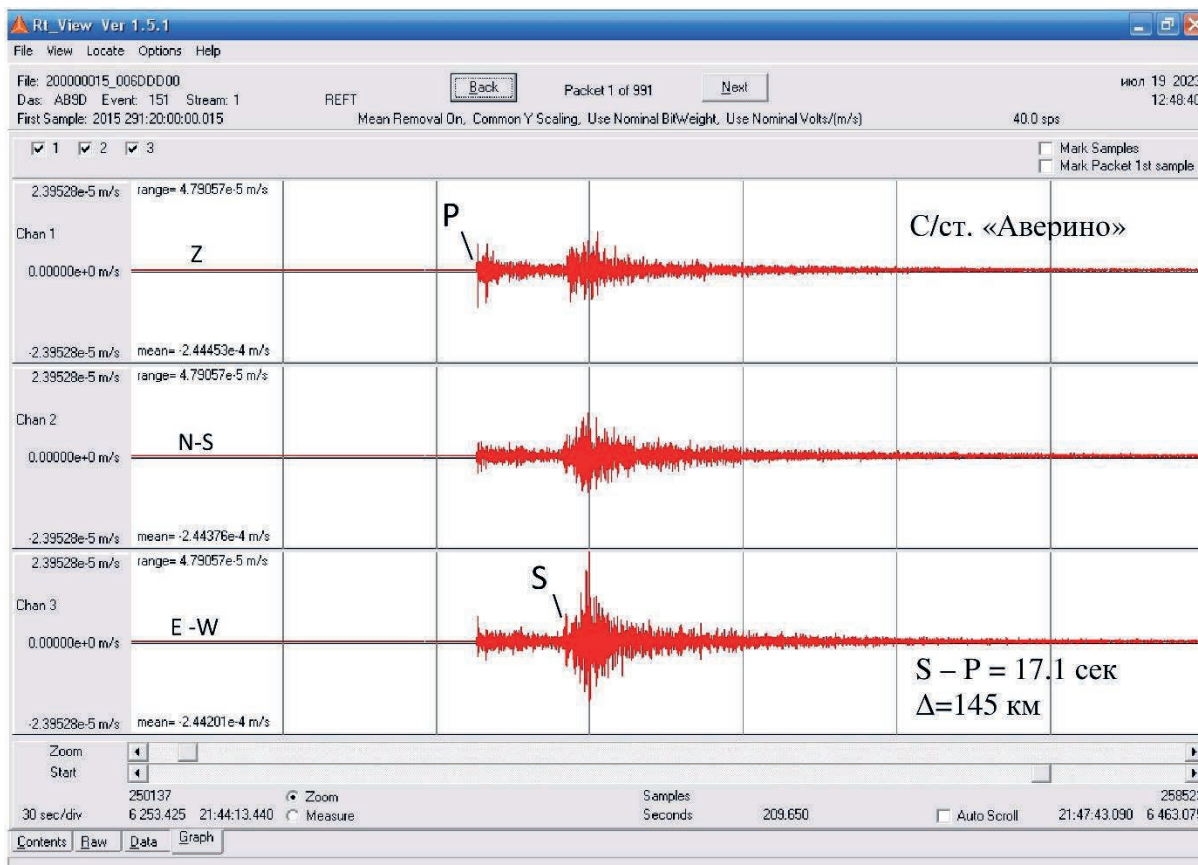 Rt_View Ver 1.5.1
File View Locate Options Help
File: 200000015_006DDD00
Das: AB9D Event: 151 Stream: 1 REFT
Back Packet 1 of 991 Next
июл 19 2023
12:48:40
First Sample: 2015 291:20:00:00.015 Mean Removal On, Common Y Scaling, Use Nominal BitWeight, Use Nominal Volts/(m/s) 40.0 sps
1 2 3
Mark Samples
Mark Packet 1st sample
2.39528e-5 m/s range= 4.79057e-5 m/s
P
С/ст. «Аверино»
Chan 1
Z
0.00000e+0 m/s
-2.39528e-5 m/s mean= -2.44453e-4 m/s
2.39528e-5 m/s range= 4.79057e-5 m/s
Chan 2
N-S
0.00000e+0 m/s
-2.39528e-5 m/s mean= -2.44376e-4 m/s
2.39528e-5 m/s range= 4.79057e-5 m/s
S
Chan 3
E -W
0.00000e+0 m/s
S – P = 17.1 сек
Δ=145 км
-2.39528e-5 m/s mean= -2.44201e-4 m/s
Zoom
Start
250137 Zoom Samples
30 sec/div 6 253.425 21:44:13.440 Measure Seconds 209.650 Auto Scroll 21:47:43.090
Contents Raw Data Graph